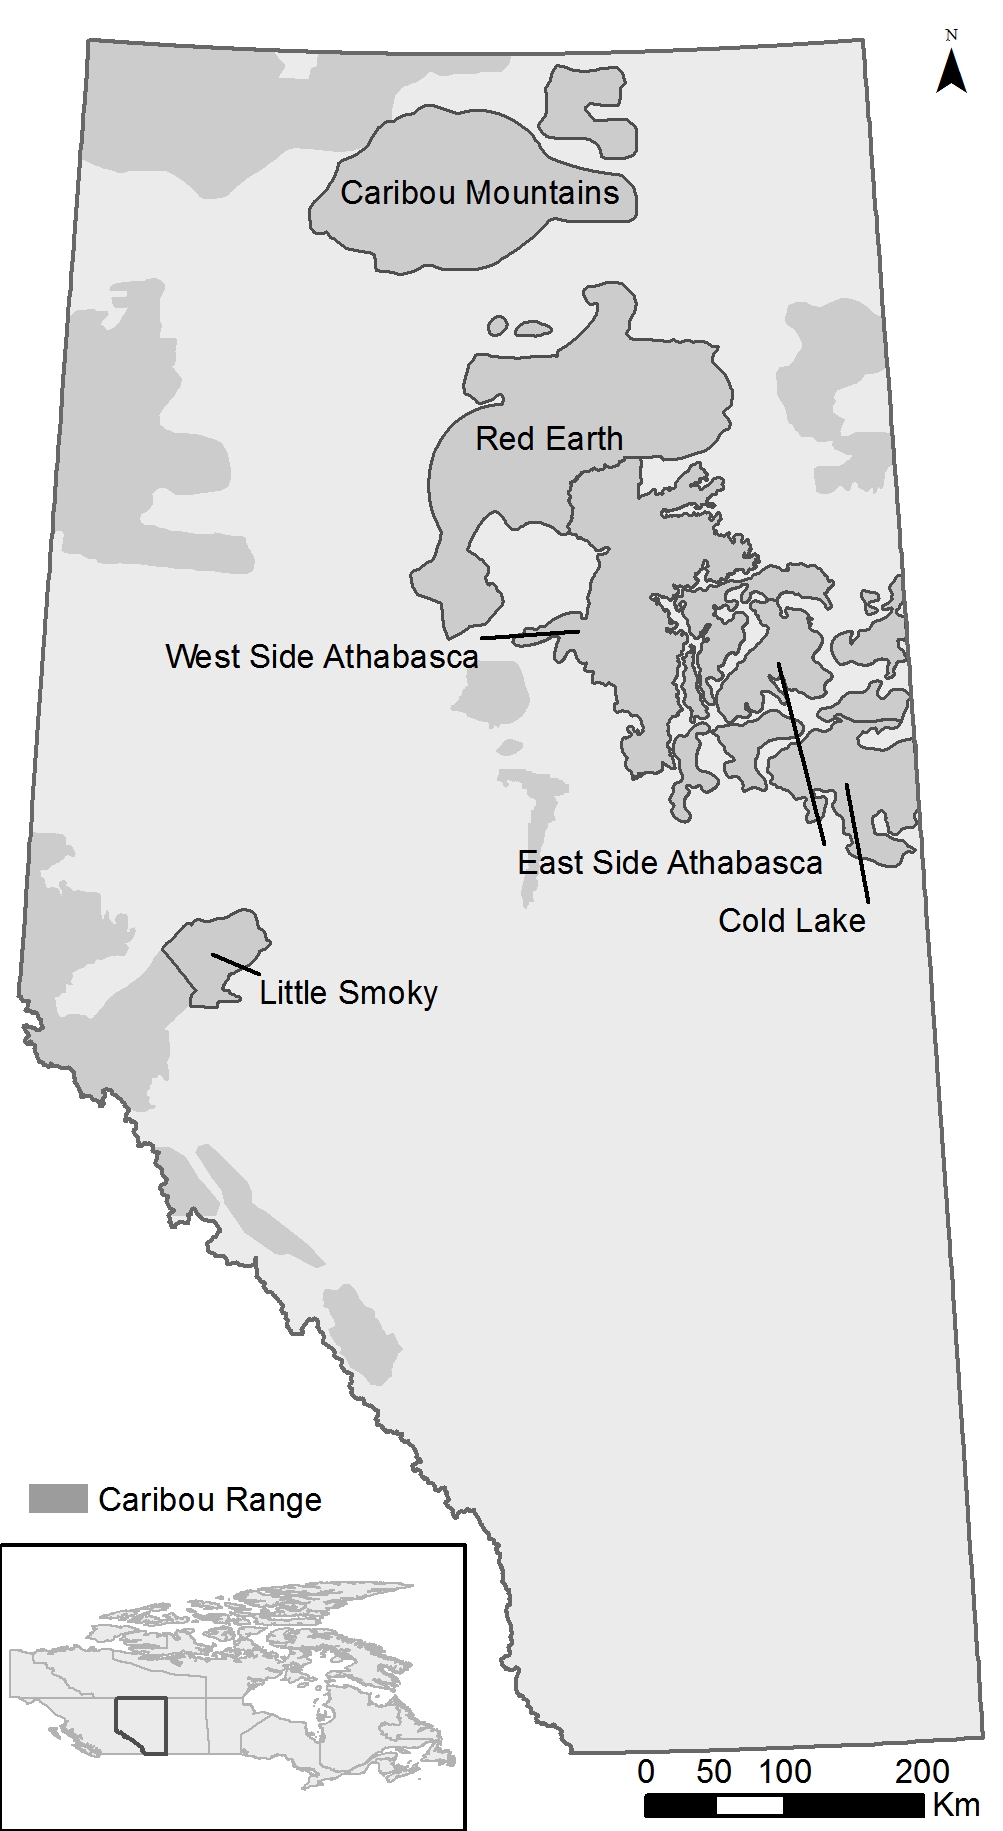 N
Caribou Mountains
Red Earth
West Side Athabasca
East Side Athabasca
Cold Lake
Little Smoky
Caribou Range
0 50 100 200
Km